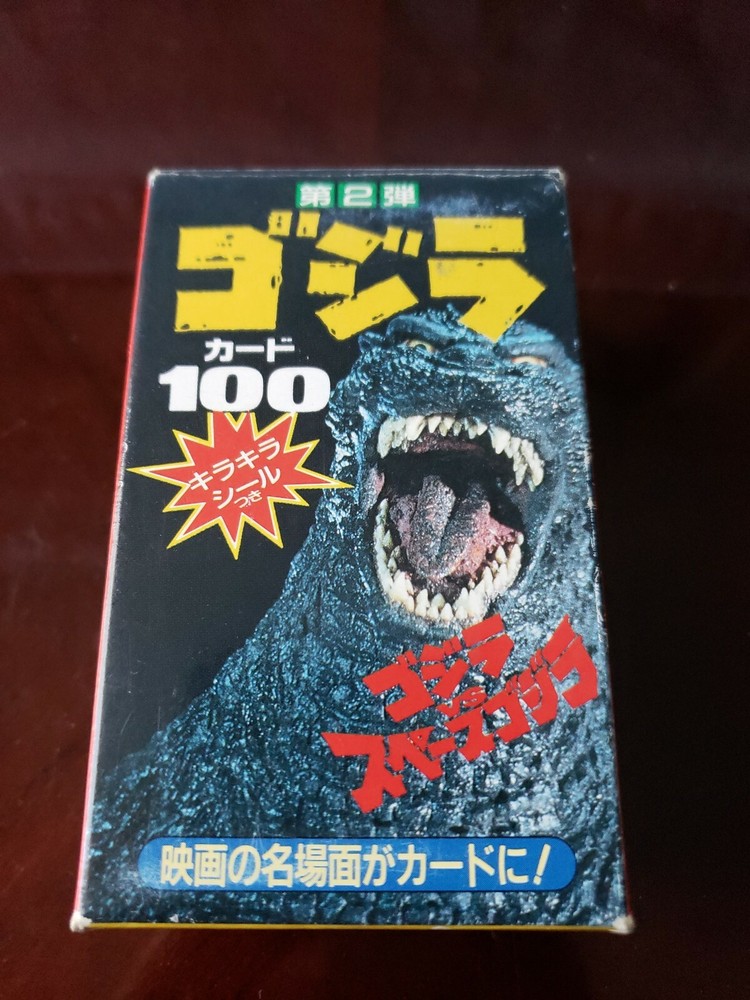 第2弾
ゴジラ
カード
100
キラキラ
シール
つき
ゴジラ
VS
スペースゴジラ
映画の名場面がカードに!